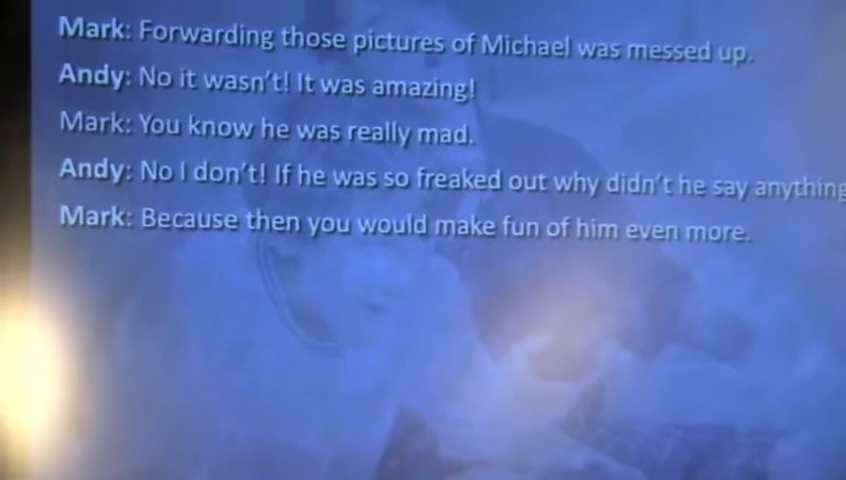 Mark: Forwarding those pictures of Michael was messed up.
Andy: No it wasn't! It was amazing!
Mark: You know he was really mad.
Andy: No I don't! If he was so freaked out why didn't he say anything
Mark: Because then you would make fun of him even more.